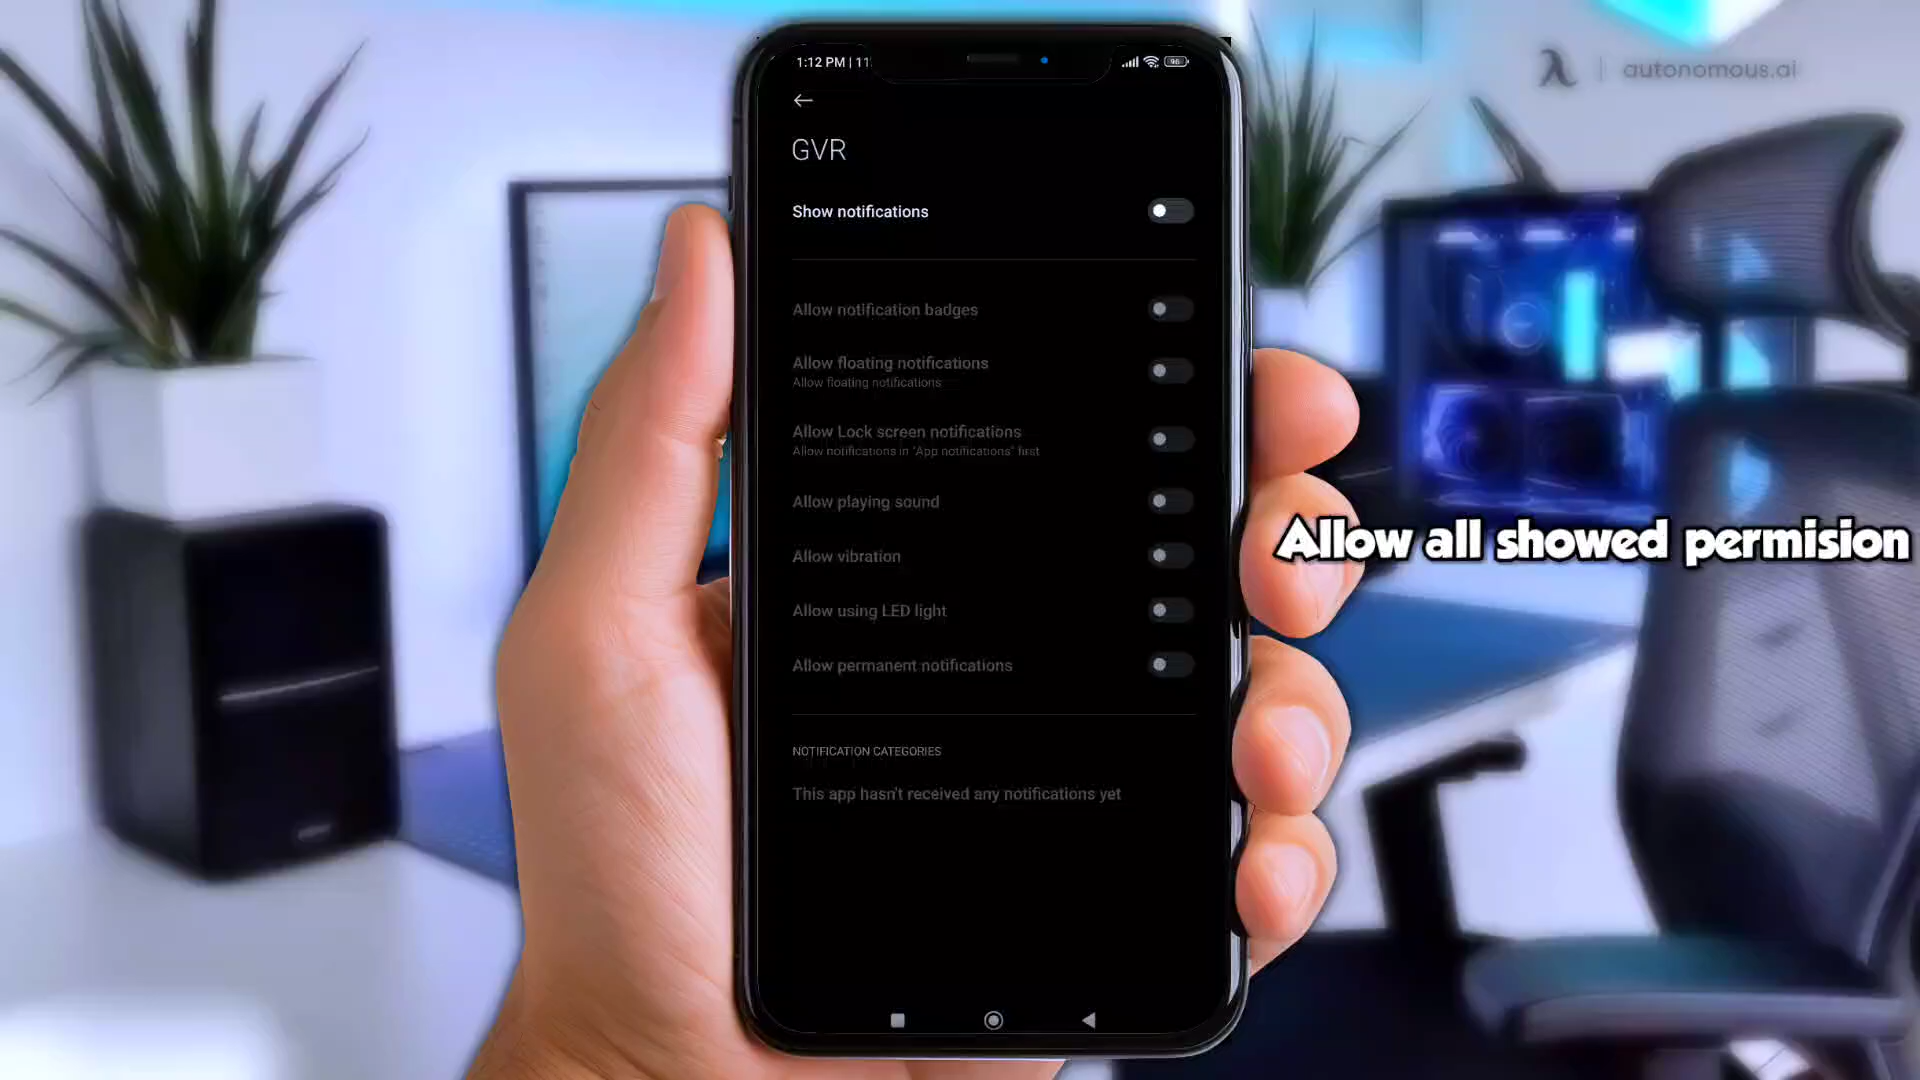 autonomous.ai
1:12 PM | 11
96
GVR
Show notifications
Allow notification badges
Allow floating notifications
Allow floating notifications
Allow Lock screen notifications
Allow notifications in "App notifications" first
Allow playing sound
Allow vibration
Allow using LED light
Allow permanent notifications
NOTIFICATION CATEGORIES
This app hasn't received any notifications yet
Allow all showed permision